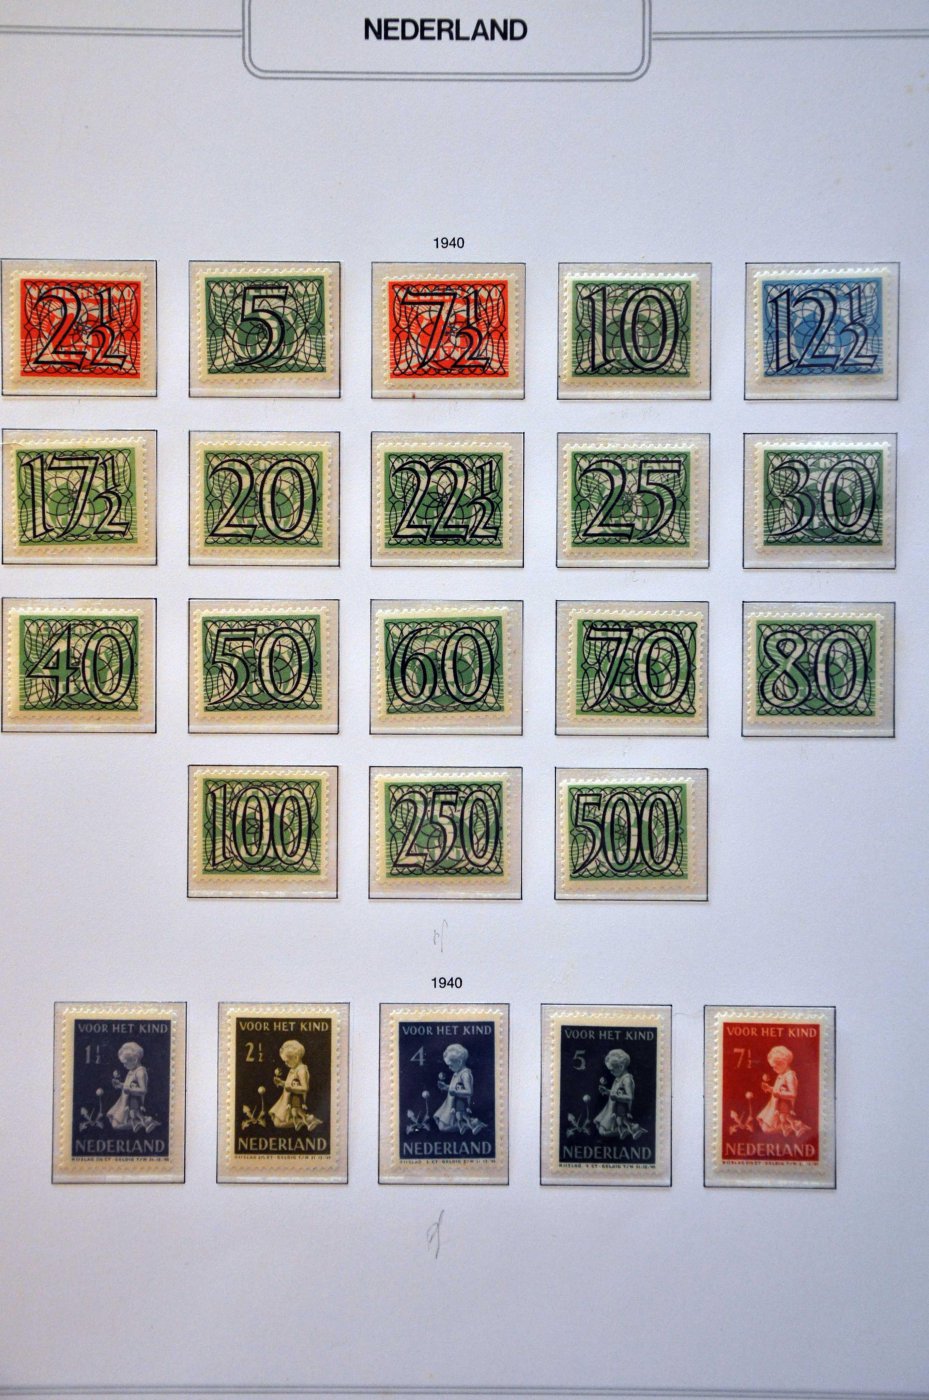 NEDERLAND
1940
2½ 5 7½ 10 12½
17½ 20 22½ 25 30
40 50 60 70 80
100 250 500
1940
VOOR HET KIND VOOR HET KIND VOOR HET KIND VOOR HET KIND VOOR HET KIND
1½ 2½ 4 5 7½
NEDERLAND NEDERLAND NEDERLAND NEDERLAND NEDERLAND